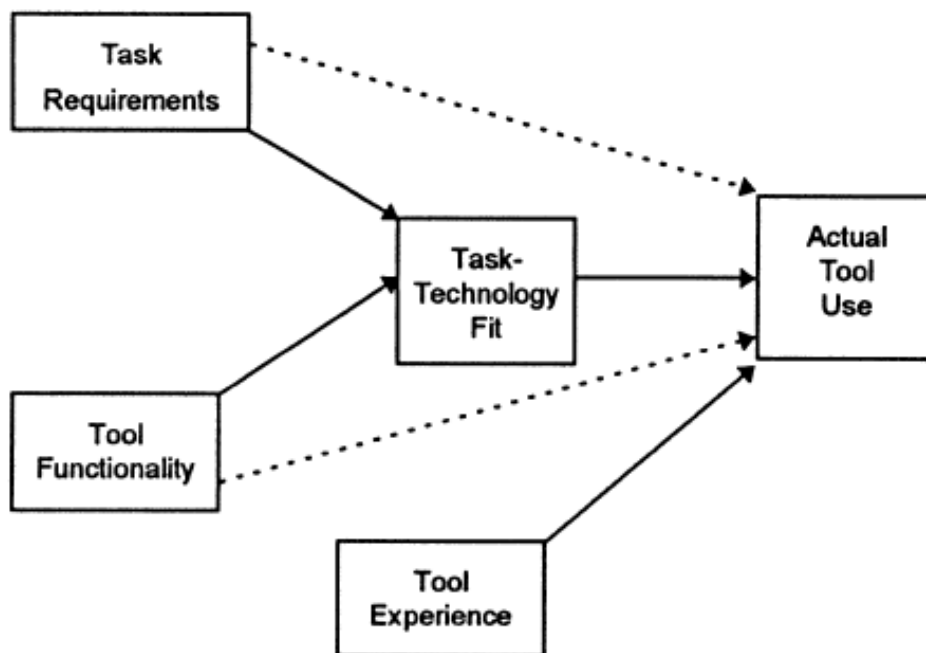 Task
Requirements
Task-
Technology
Fit
Actual
Tool
Use
Tool
Functionality
Tool
Experience